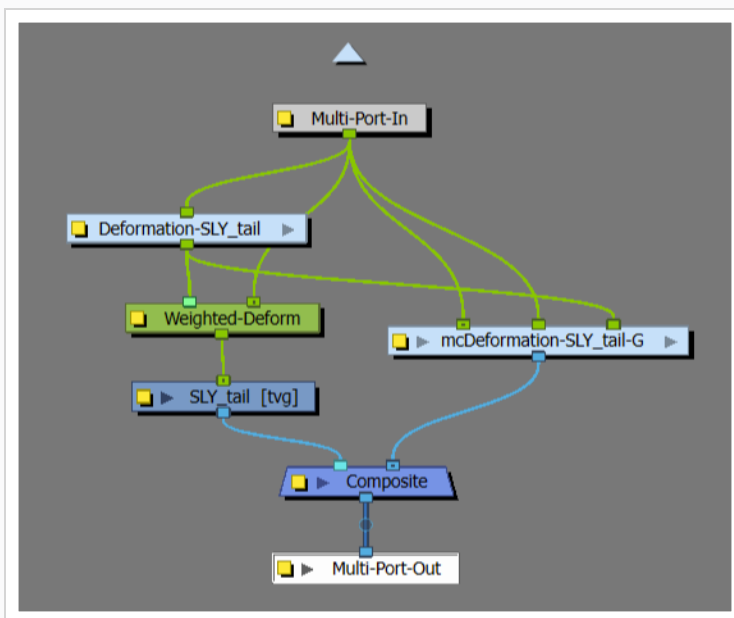 Multi-Port-In
Deformation-SLY_tail
Weighted-Deform
mcDeformation-SLY_tail-G
SLY_tail [tvg]
Composite
Multi-Port-Out